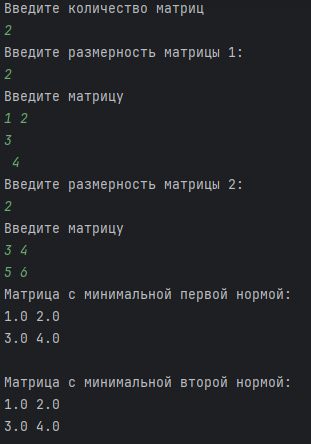 Введите количество матриц
2
Введите размерность матрицы 1:
2
Введите матрицу
1 2
3
 4
Введите размерность матрицы 2:
2
Введите матрицу
3 4
5 6
Матрица с минимальной первой нормой:
1.0 2.0
3.0 4.0

Матрица с минимальной второй нормой:
1.0 2.0
3.0 4.0